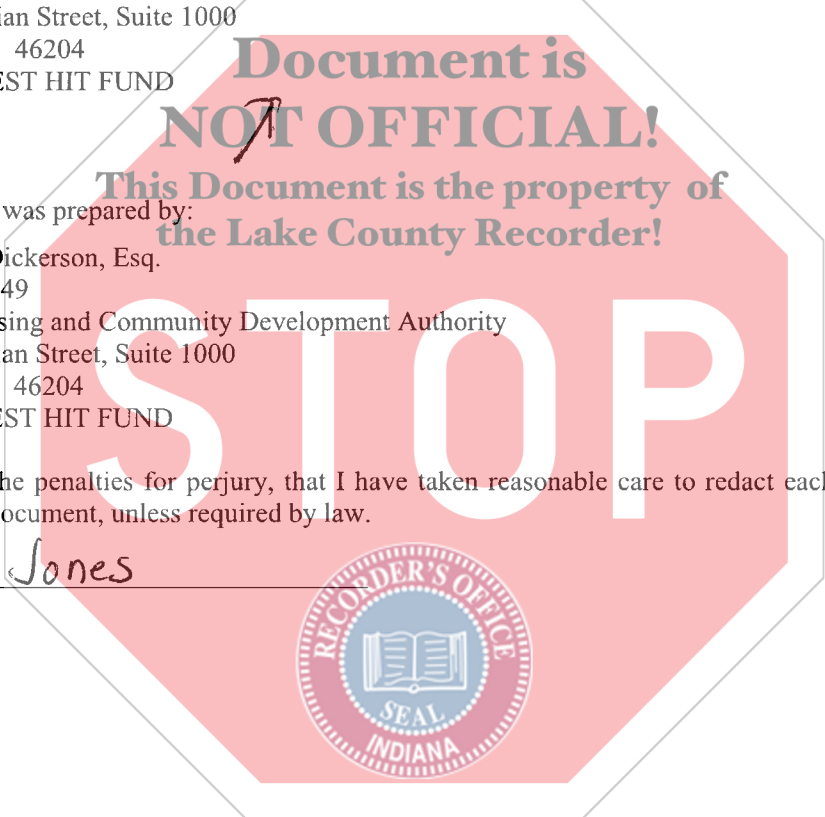 ian Street, Suite 1000
46204
EST HIT FUND
Document is
NOT OFFICIAL!
This Document is the property of
the Lake County Recorder!
was prepared by:
Dickerson, Esq.
49
sing and Community Development Authority
an Street, Suite 1000
46204
EST HIT FUND
STOP
he penalties for perjury, that I have taken reasonable care to redact each
ocument, unless required by law.
Jones
RECORDER'S OFFICE
SEAL
INDIANA